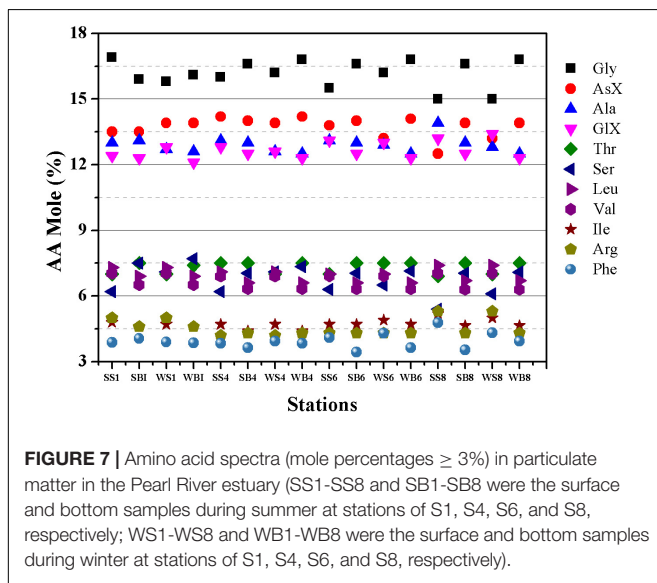 18
15
12
9
6
3
AA Mole (%)
Gly
AsX
Ala
GlX
Thr
Ser
Leu
Val
Ile
Arg
Phe
SS1 SBI WS1 WBI SS4 SB4 WS4 WB4 SS6 SB6 WS6 WB6 SS8 SB8 WS8 WB8
Stations
FIGURE 7 | Amino acid spectra (mole percentages ≥ 3%) in particulate
matter in the Pearl River estuary (SS1-SS8 and SB1-SB8 were the surface
and bottom samples during summer at stations of S1, S4, S6, and S8,
respectively; WS1-WS8 and WB1-WB8 were the surface and bottom samples
during winter at stations of S1, S4, S6, and S8, respectively).